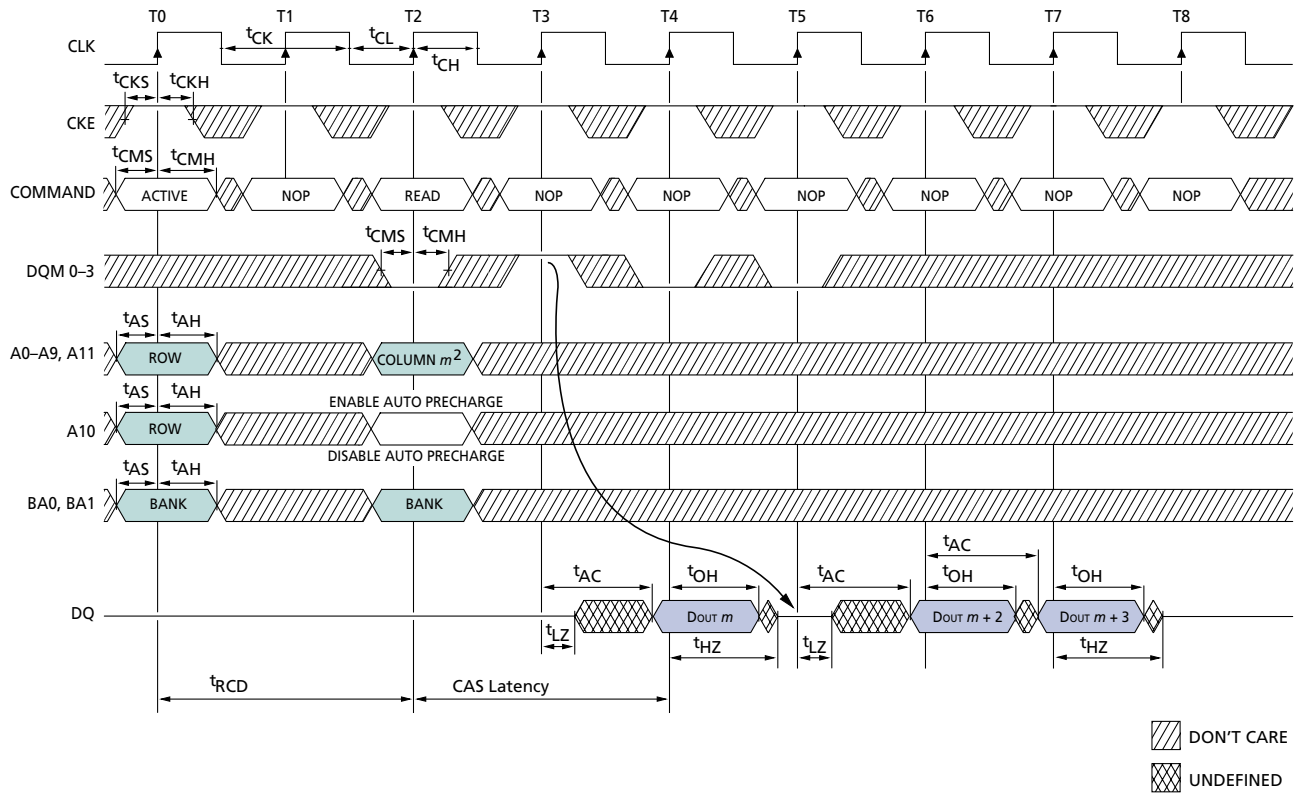 T0 T1 T2 T3 T4 T5 T6 T7 T8
CLK tCK tCL tCH
tCKS tCKH
CKE
tCMS tCMH
COMMAND ACTIVE NOP READ NOP NOP NOP NOP NOP NOP
tCMS tCMH
DQM 0–3
tAS tAH
A0–A9, A11 ROW COLUMN m2
tAS tAH ENABLE AUTO PRECHARGE
A10 ROW
DISABLE AUTO PRECHARGE
tAS tAH
BA0, BA1 BANK BANK
tAC
tAC tOH tAC tOH tOH
DQ DOUT m DOUT m + 2 DOUT m + 3
tLZ tHZ tLZ tHZ
tRCD CAS Latency
DON'T CARE
UNDEFINED